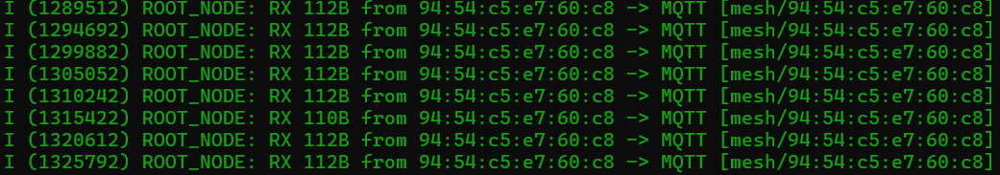 I (1289512) ROOT_NODE: RX 112B from 94:54:c5:e7:60:c8 -> MQTT [mesh/94:54:c5:e7:60:c8]
I (1294692) ROOT_NODE: RX 112B from 94:54:c5:e7:60:c8 -> MQTT [mesh/94:54:c5:e7:60:c8]
I (1299882) ROOT_NODE: RX 112B from 94:54:c5:e7:60:c8 -> MQTT [mesh/94:54:c5:e7:60:c8]
I (1305052) ROOT_NODE: RX 112B from 94:54:c5:e7:60:c8 -> MQTT [mesh/94:54:c5:e7:60:c8]
I (1310242) ROOT_NODE: RX 112B from 94:54:c5:e7:60:c8 -> MQTT [mesh/94:54:c5:e7:60:c8]
I (1315422) ROOT_NODE: RX 110B from 94:54:c5:e7:60:c8 -> MQTT [mesh/94:54:c5:e7:60:c8]
I (1320612) ROOT_NODE: RX 112B from 94:54:c5:e7:60:c8 -> MQTT [mesh/94:54:c5:e7:60:c8]
I (1325792) ROOT_NODE: RX 112B from 94:54:c5:e7:60:c8 -> MQTT [mesh/94:54:c5:e7:60:c8]